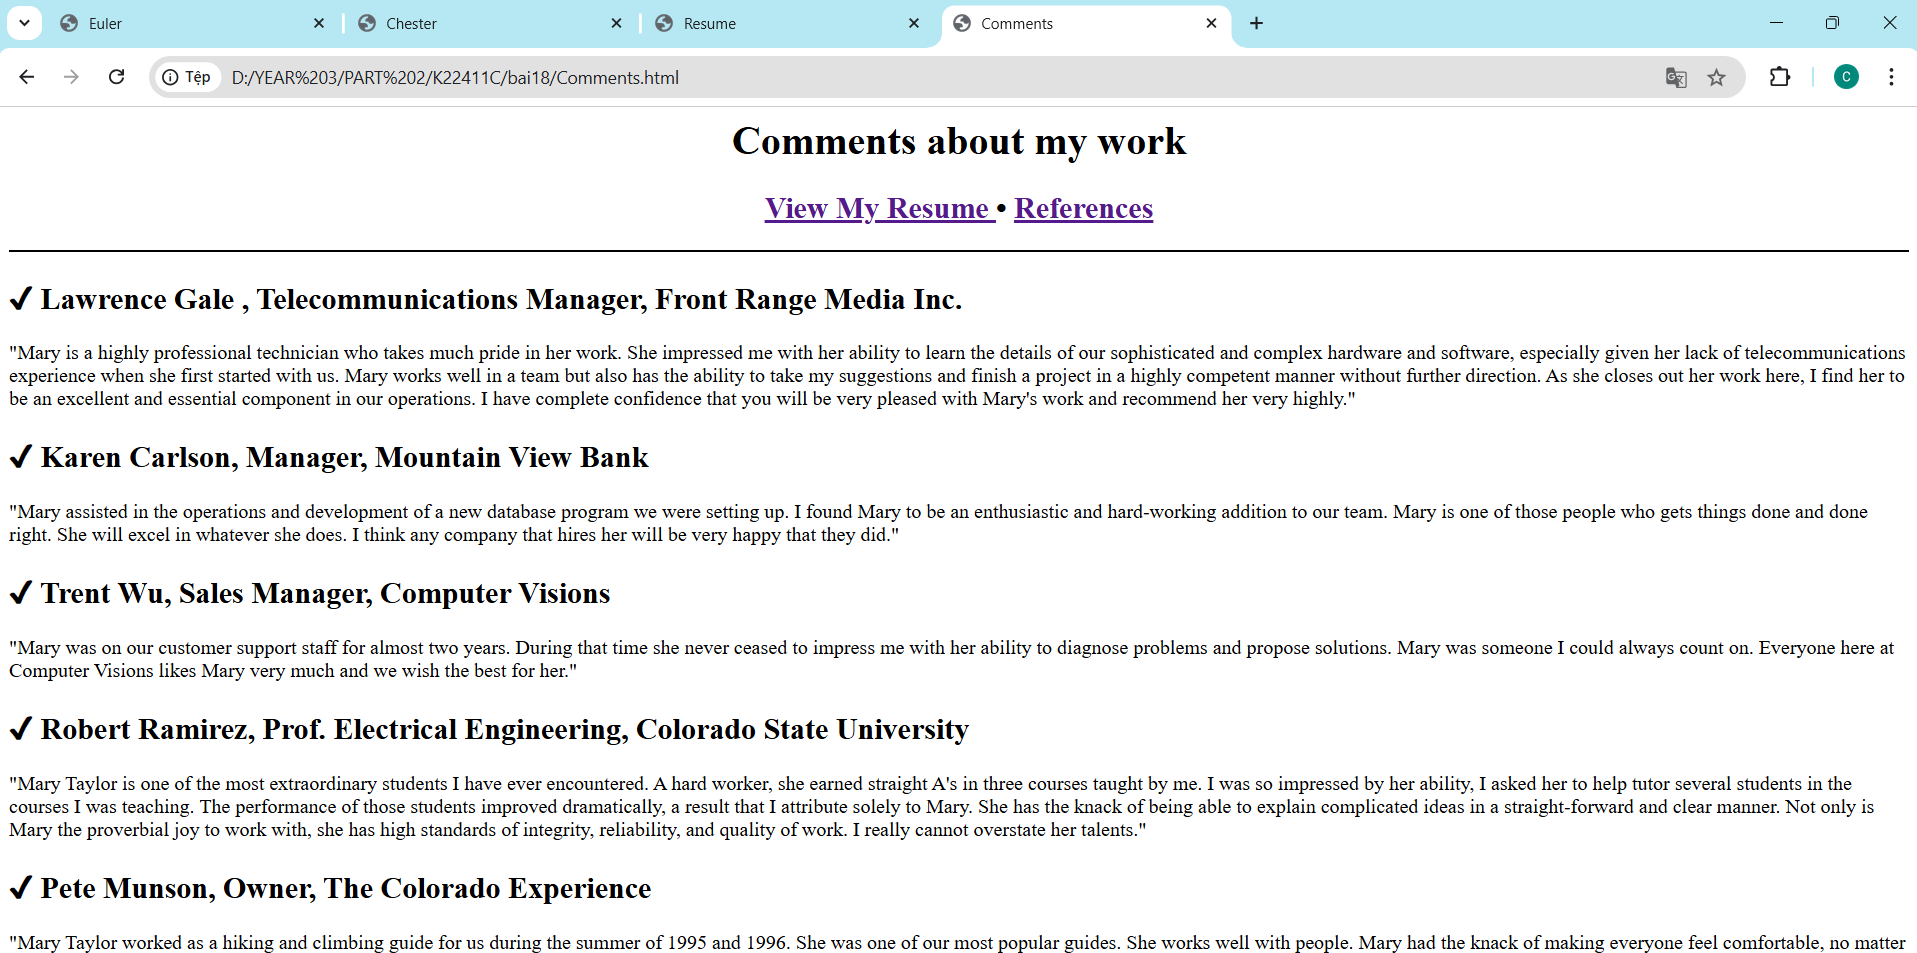 Euler
Chester
Resume
Comments
Tệp
D:/YEAR%203/PART%202/K22411C/bai18/Comments.html
C
Comments about my work
View My Resume • References
✔ Lawrence Gale , Telecommunications Manager, Front Range Media Inc.
"Mary is a highly professional technician who takes much pride in her work. She impressed me with her ability to learn the details of our sophisticated and complex hardware and software, especially given her lack of telecommunications
experience when she first started with us. Mary works well in a team but also has the ability to take my suggestions and finish a project in a highly competent manner without further direction. As she closes out her work here, I find her to
be an excellent and essential component in our operations. I have complete confidence that you will be very pleased with Mary's work and recommend her very highly."
✔ Karen Carlson, Manager, Mountain View Bank
"Mary assisted in the operations and development of a new database program we were setting up. I found Mary to be an enthusiastic and hard-working addition to our team. Mary is one of those people who gets things done and done
right. She will excel in whatever she does. I think any company that hires her will be very happy that they did."
✔ Trent Wu, Sales Manager, Computer Visions
"Mary was on our customer support staff for almost two years. During that time she never ceased to impress me with her ability to diagnose problems and propose solutions. Mary was someone I could always count on. Everyone here at
Computer Visions likes Mary very much and we wish the best for her."
✔ Robert Ramirez, Prof. Electrical Engineering, Colorado State University
"Mary Taylor is one of the most extraordinary students I have ever encountered. A hard worker, she earned straight A's in three courses taught by me. I was so impressed by her ability, I asked her to help tutor several students in the
courses I was teaching. The performance of those students improved dramatically, a result that I attribute solely to Mary. She has the knack of being able to explain complicated ideas in a straight-forward and clear manner. Not only is
Mary the proverbial joy to work with, she has high standards of integrity, reliability, and quality of work. I really cannot overstate her talents."
✔ Pete Munson, Owner, The Colorado Experience
"Mary Taylor worked as a hiking and climbing guide for us during the summer of 1995 and 1996. She was one of our most popular guides. She works well with people. Mary had the knack of making everyone feel comfortable, no matter